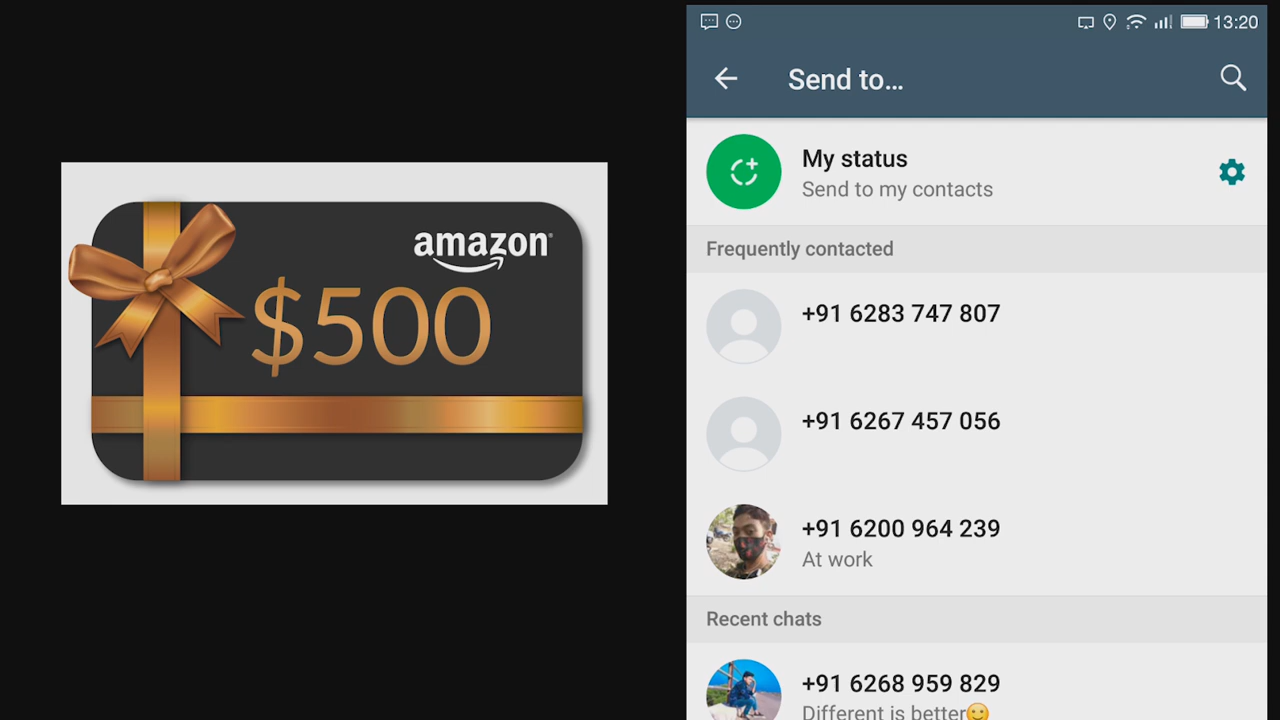 amazon
$500
13:20
Send to...
My status
Send to my contacts
Frequently contacted
+91 6283 747 807
+91 6267 457 056
+91 6200 964 239
At work
Recent chats
+91 6268 959 829
Different is better🙂